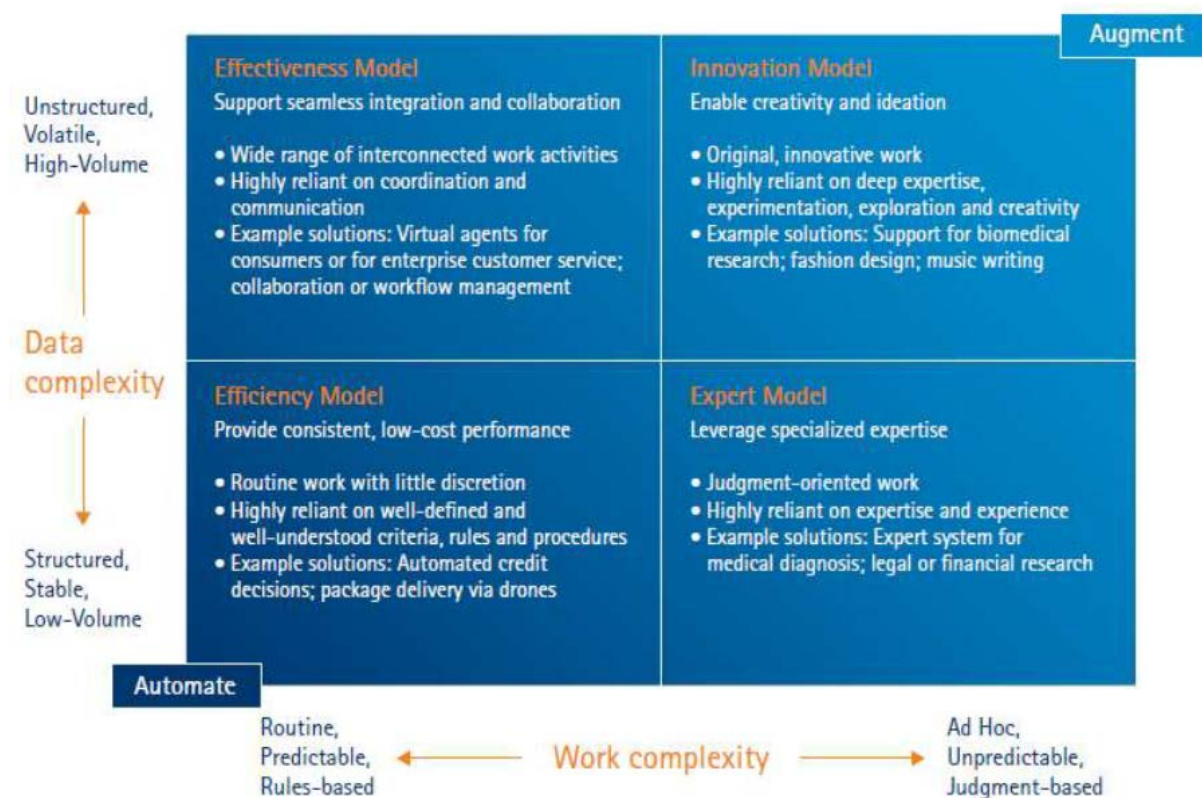 Augment
Effectiveness Model
Support seamless integration and collaboration
• Wide range of interconnected work activities
• Highly reliant on coordination and
communication
• Example solutions: Virtual agents for
consumers or for enterprise customer service;
collaboration or workflow management
Innovation Model
Enable creativity and ideation
• Original, innovative work
• Highly reliant on deep expertise,
experimentation, exploration and creativity
• Example solutions: Support for biomedical
research; fashion design; music writing
Unstructured,
Volatile,
High-Volume
Data
complexity
Structured,
Stable,
Low-Volume
Efficiency Model
Provide consistent, low-cost performance
• Routine work with little discretion
• Highly reliant on well-defined and
well-understood criteria, rules and procedures
• Example solutions: Automated credit
decisions; package delivery via drones
Expert Model
Leverage specialized expertise
• Judgment-oriented work
• Highly reliant on expertise and experience
• Example solutions: Expert system for
medical diagnosis; legal or financial research
Automate
Routine,
Predictable,
Rules-based
Work complexity
Ad Hoc,
Unpredictable,
Judgment-based